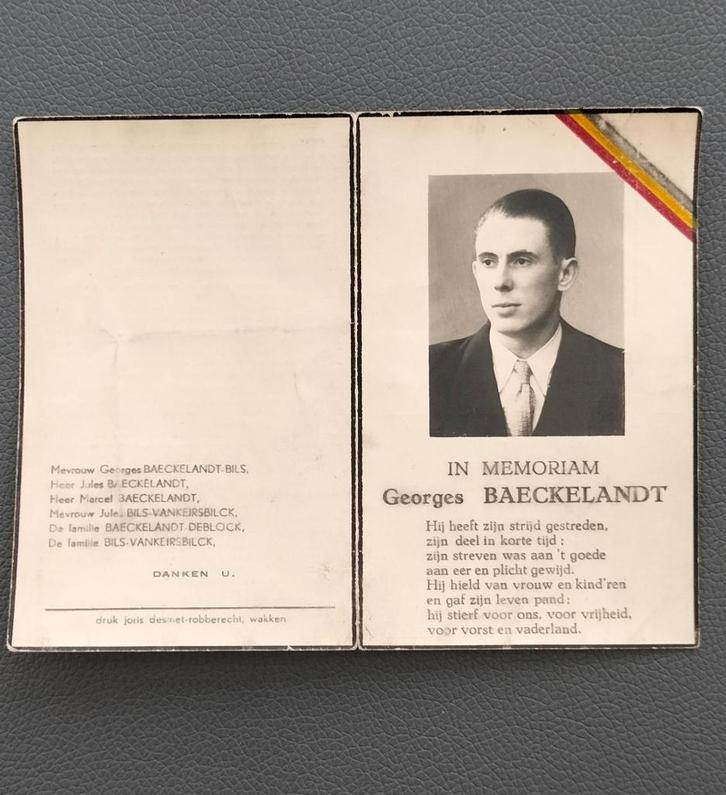 Mevrouw Georges BAECKELANDT-BILS,
Heer Jules BAECKELANDT,
Heer Marcel BAECKELANDT,
Mevrouw Jules BILS-VANKEIRSBILCK,
De familie BAECKELANDT-DEBLOCK,
De familie BILS-VANKEIRSBILCK,
DANKEN U.
druk joris desmet-robberecht, wakken
IN MEMORIAM
Georges BAECKELANDT
Hij heeft zijn strijd gestreden,
zijn deel in korte tijd :
zijn streven was aan 't goede
aan eer en plicht gewijd.
Hij hield van vrouw en kind'ren
en gaf zijn leven pand ;
hij stierf voor ons, voor vrijheid,
voor vorst en vaderland.